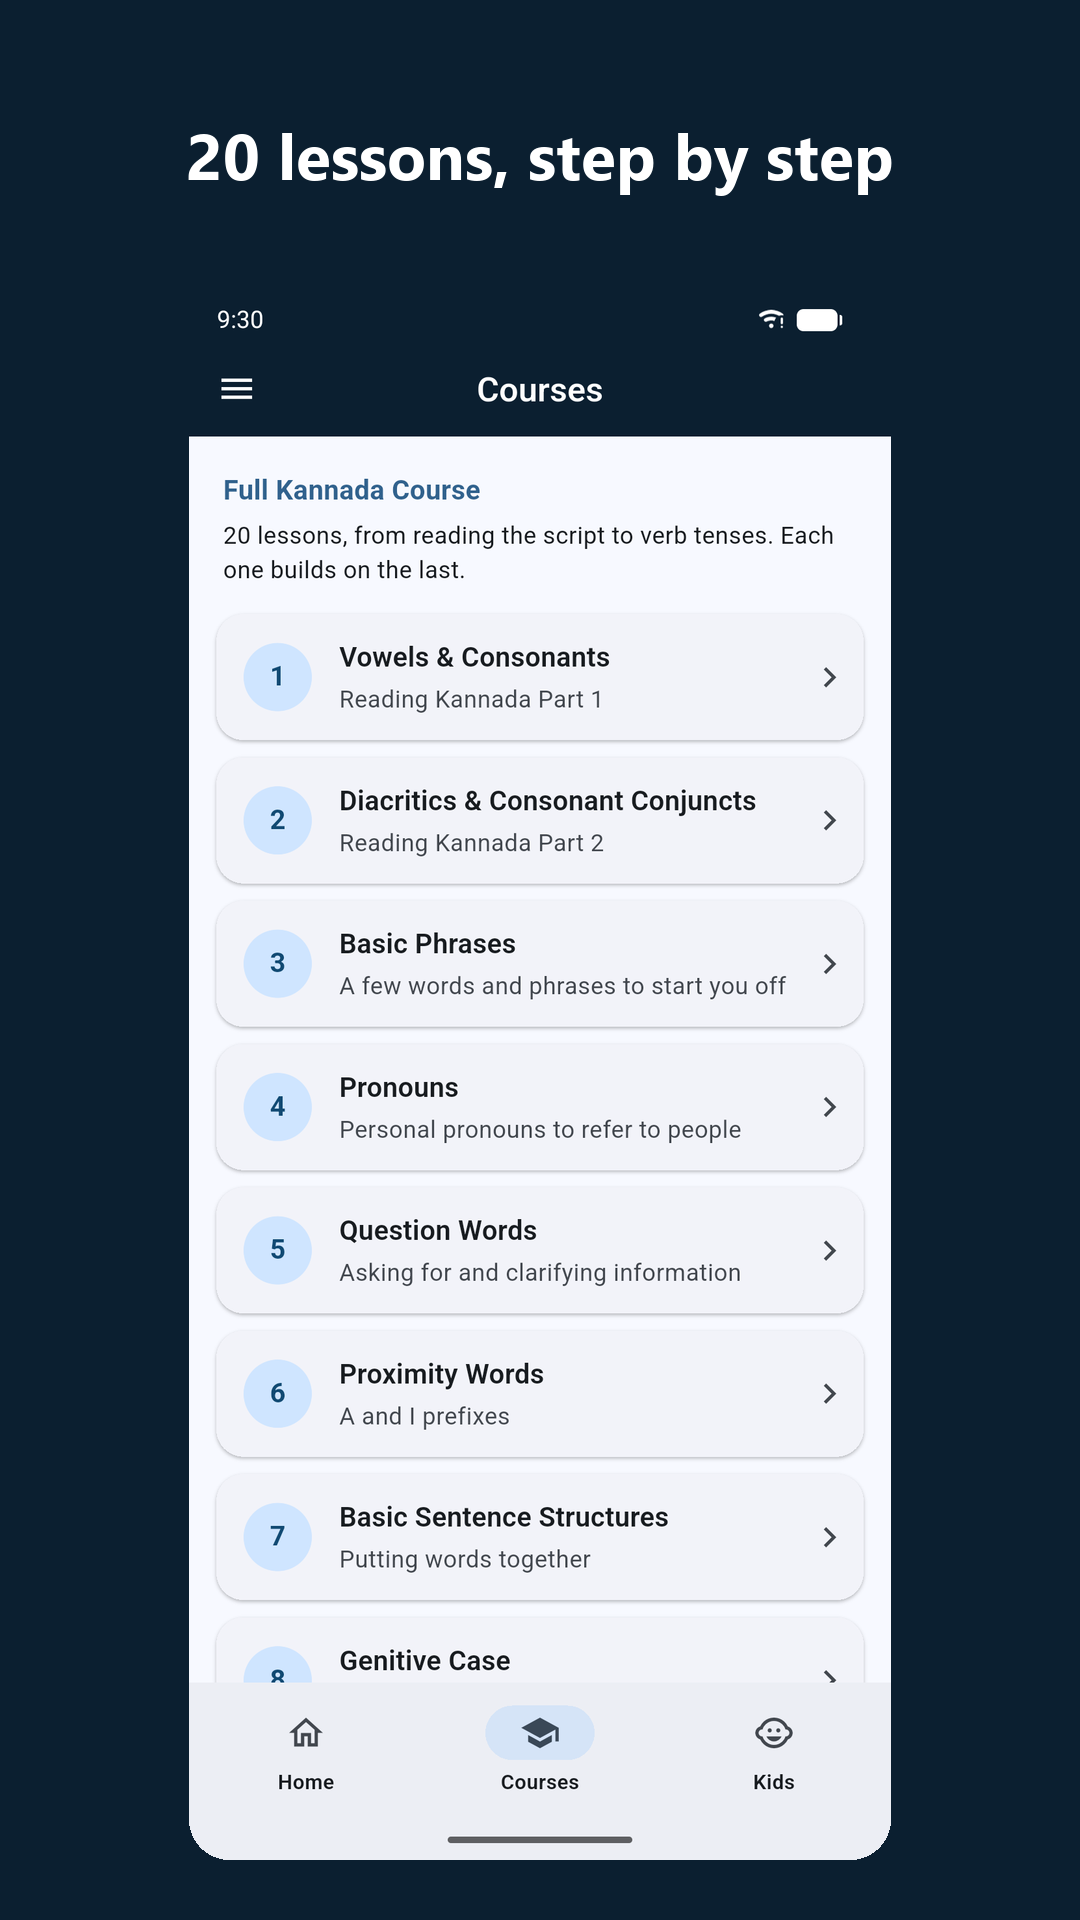 20 lessons, step by step
9:30
Courses
Full Kannada Course
20 lessons, from reading the script to verb tenses. Each
one builds on the last.
1
Vowels & Consonants
Reading Kannada Part 1
2
Diacritics & Consonant Conjuncts
Reading Kannada Part 2
3
Basic Phrases
A few words and phrases to start you off
4
Pronouns
Personal pronouns to refer to people
5
Question Words
Asking for and clarifying information
6
Proximity Words
A and I prefixes
7
Basic Sentence Structures
Putting words together
8
Genitive Case
Home
Courses
Kids